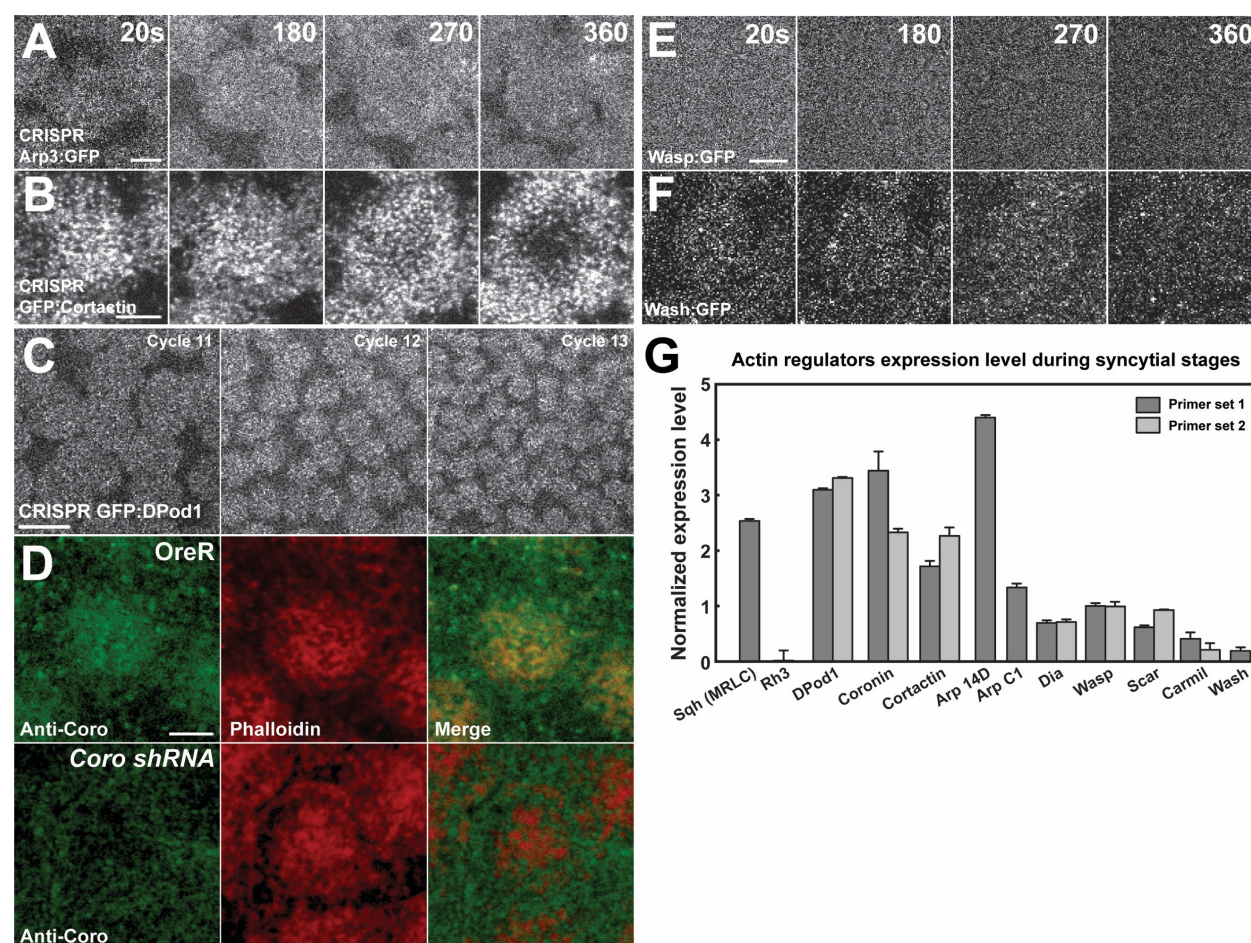 A 20s 180 270 360
CRISPR
Arp3:GFP
B
CRISPR
GFP:Cortactin
C Cycle 11 Cycle 12 Cycle 13
CRISPR GFP:DPod1
D OreR
Anti-Coro Phalloidin Merge
Coro shRNA
Anti-Coro
E 20s 180 270 360
Wasp:GFP
F
Wash:GFP
G Actin regulators expression level during syncytial stages
Normalized expression level
5
4
3
2
1
0
Primer set 1
Primer set 2
Sqh (MRLC) Rh3 DPod1 Coronin Cortactin Arp 14D Arp C1 Dia Wasp Scar Carmil Wash